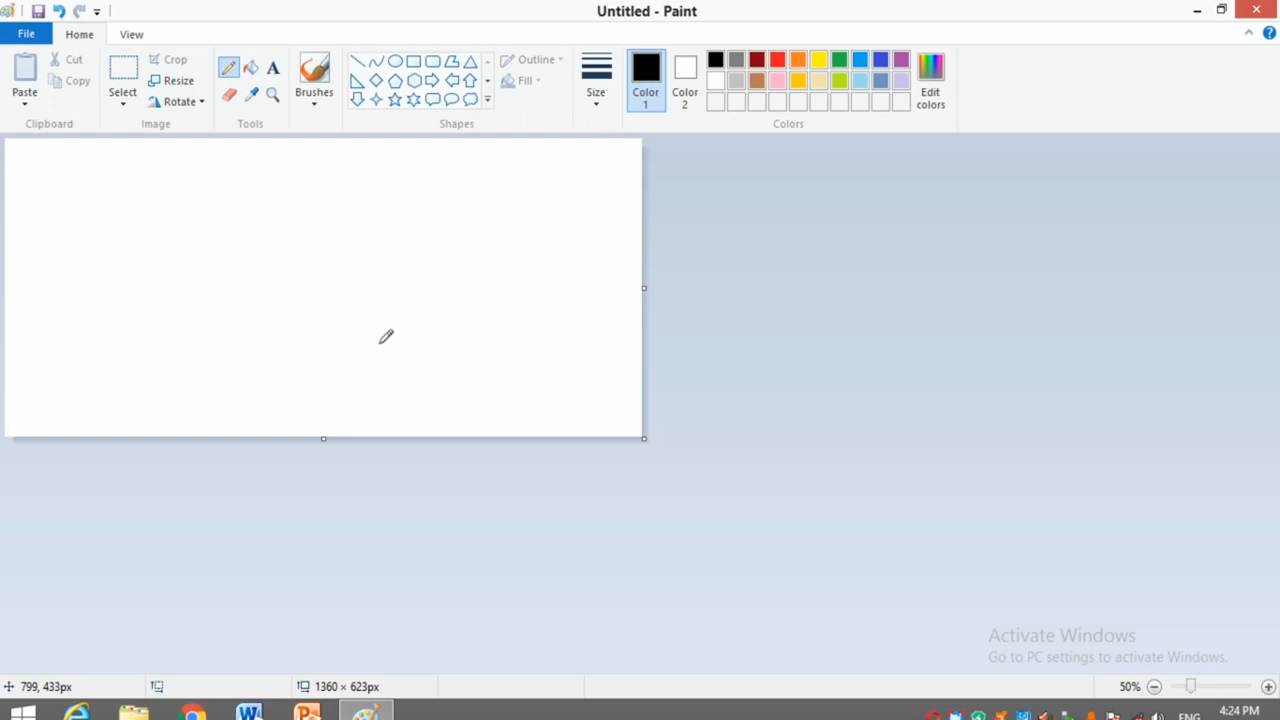 Untitled - Paint
File Home View
Paste Cut Copy Clipboard
Select Crop Resize Rotate Image
A
Tools
Brushes
Outline Fill Shapes
Size
Color 1
Color 2
Edit colors
Colors
Activate Windows
Go to PC settings to activate Windows.
799, 433px 1360 × 623px 50%
ENG 4:24 PM